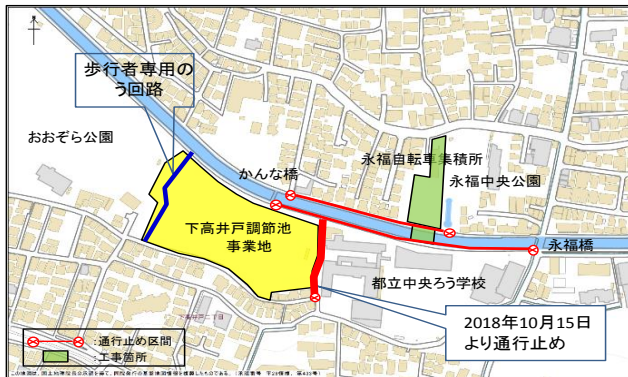 歩行者専用の
う回路
おおぞら公園
かんな橋
永福自転車集積所
永福中央公園
下高井戸調節池
事業地
永福橋
都立中央ろう学校
2018年10月15日
より通行止め
:通行止め区間
:工事箇所